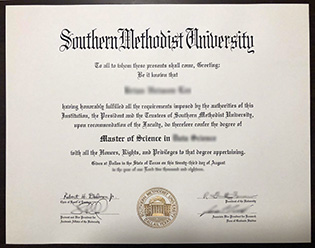 Southern Methodist University
To all to whom these presents shall come, Greeting:
Be it known that
having honorably fulfilled all the requirements imposed by the authorities of this
Institution, the President and the Trustees of Southern Methodist University,
upon recommendation of the Faculty, do therefore confer the degree of
Master of Science in
with all the Honors, Rights, and Privileges to that degree appertaining.
Given at Dallas in the State of Texas on this twenty-third day of August
in the year of our Lord two thousand and eighteen.